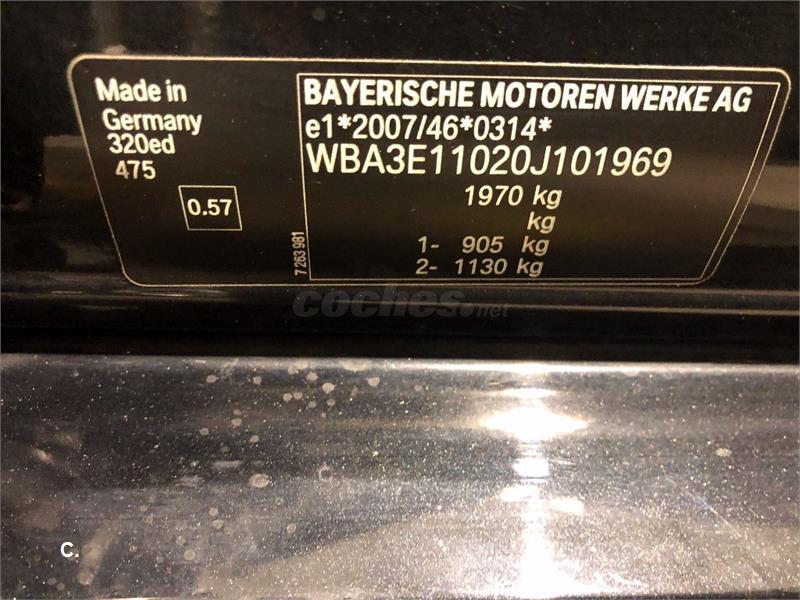 Made in
Germany
320ed
475
0.57
7 263 981
BAYERISCHE MOTOREN WERKE AG
e1*2007/46*0314*
WBA3E11020J101969
1970 kg
kg
1- 905 kg
2- 1130 kg
coches.net
C.